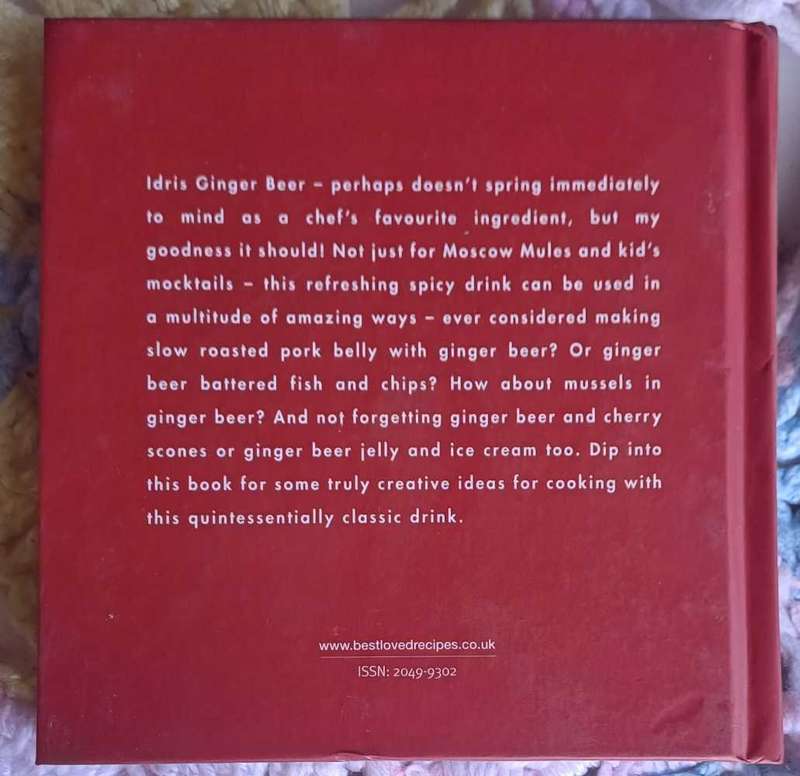 Idris Ginger Beer – perhaps doesn't spring immediately
to mind as a chef's favourite ingredient, but my
goodness it should! Not just for Moscow Mules and kid's
mocktails – this refreshing spicy drink can be used in
a multitude of amazing ways – ever considered making
slow roasted pork belly with ginger beer? Or ginger
beer battered fish and chips? How about mussels in
ginger beer? And not forgetting ginger beer and cherry
scones or ginger beer jelly and ice cream too. Dip into
this book for some truly creative ideas for cooking with
this quintessentially classic drink.
www.bestlovedrecipes.co.uk
ISSN: 2049-9302